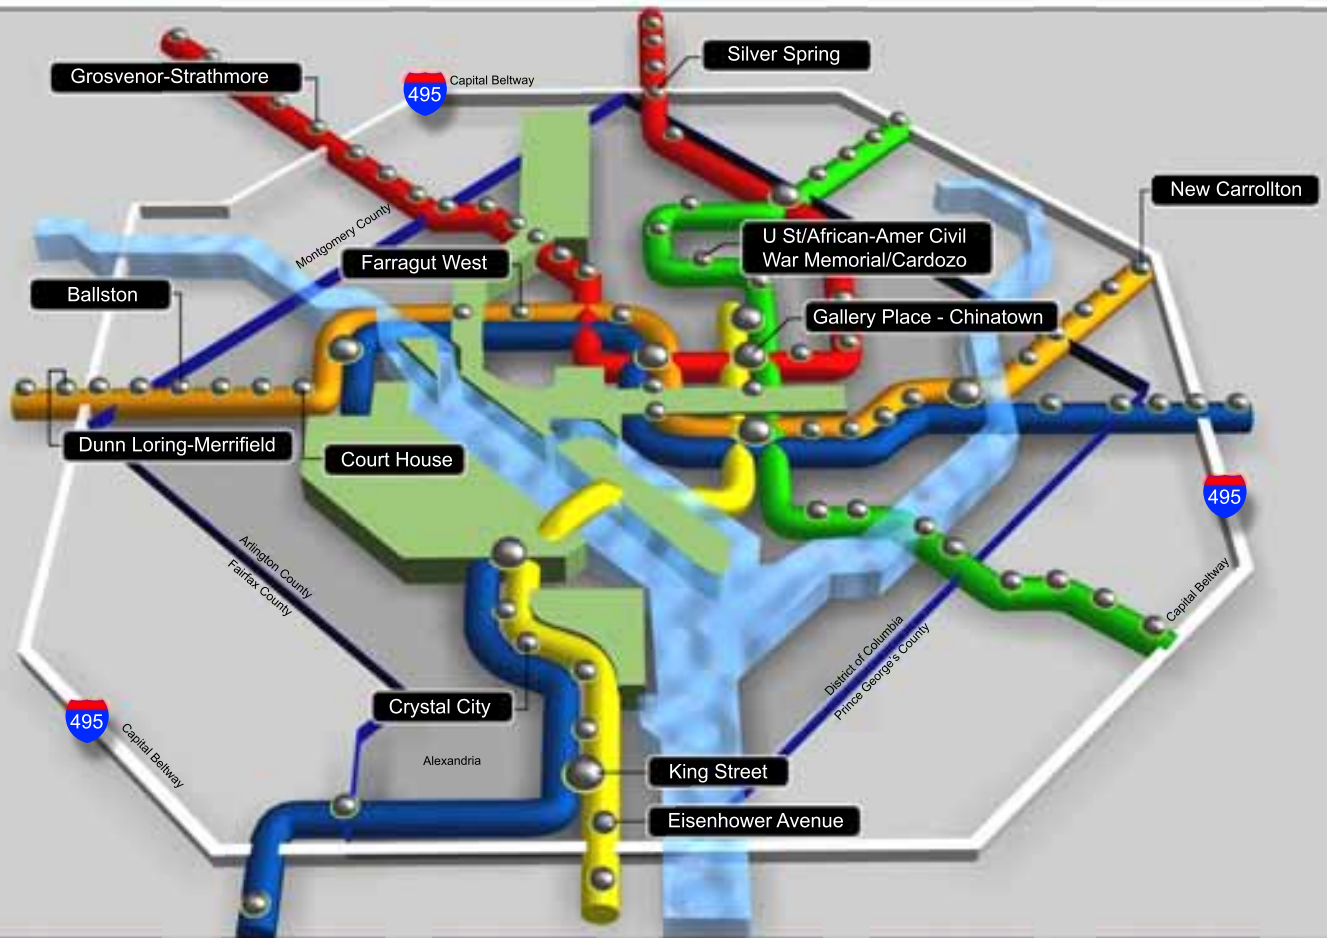 Silver Spring
Grosvenor-Strathmore
Capital Beltway
495
New Carrollton
Montgomery County
U St/African-Amer Civil
War Memorial/Cardozo
Farragut West
Ballston
Gallery Place - Chinatown
Dunn Loring-Merrifield
Court House
495
Arlington County
Fairfax County
Capital Beltway
District of Columbia
Prince George's County
Crystal City
495
Capital Beltway
Alexandria
King Street
Eisenhower Avenue